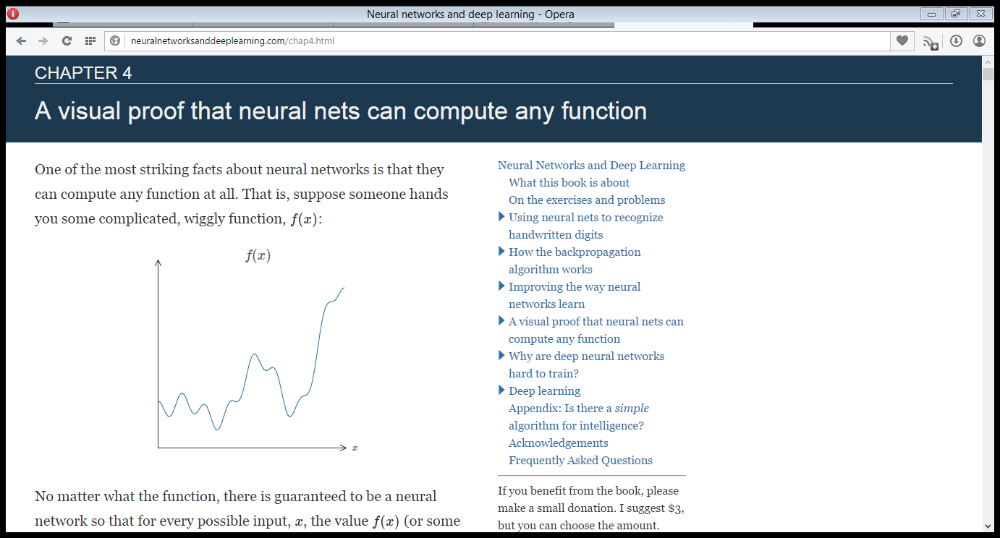 Neural networks and deep learning - Opera
neuralnetworksanddeeplearning.com/chap4.html
CHAPTER 4
A visual proof that neural nets can compute any function
One of the most striking facts about neural networks is that they
can compute any function at all. That is, suppose someone hands
you some complicated, wiggly function, f(x):
f(x)
x
No matter what the function, there is guaranteed to be a neural
network so that for every possible input, x, the value f(x) (or some
Neural Networks and Deep Learning
What this book is about
On the exercises and problems
Using neural nets to recognize
handwritten digits
How the backpropagation
algorithm works
Improving the way neural
networks learn
A visual proof that neural nets can
compute any function
Why are deep neural networks
hard to train?
Deep learning
Appendix: Is there a simple
algorithm for intelligence?
Acknowledgements
Frequently Asked Questions
If you benefit from the book, please
make a small donation. I suggest $3,
but you can choose the amount.